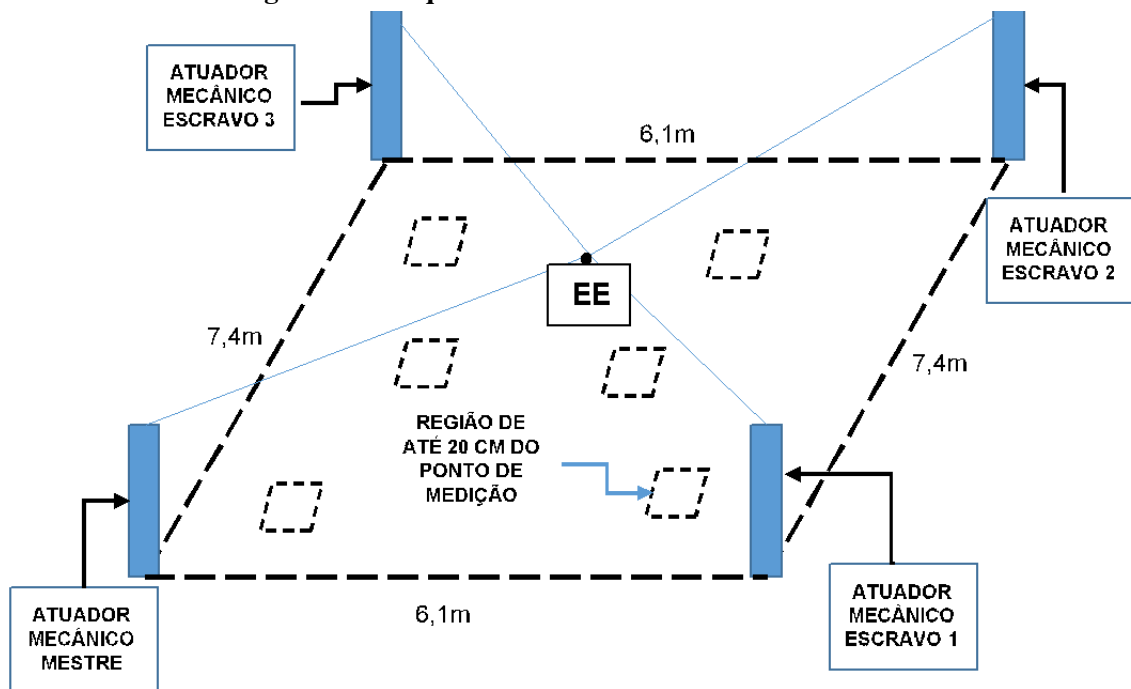 ATUADOR
MECÂNICO
ESCRAVO 3
6,1m
ATUADOR
MECÂNICO
ESCRAVO 2
EE
7,4m
7,4m
REGIÃO DE
ATÉ 20 CM DO
PONTO DE
MEDIÇÃO
ATUADOR
MECÂNICO
MESTRE
6,1m
ATUADOR
MECÂNICO
ESCRAVO 1